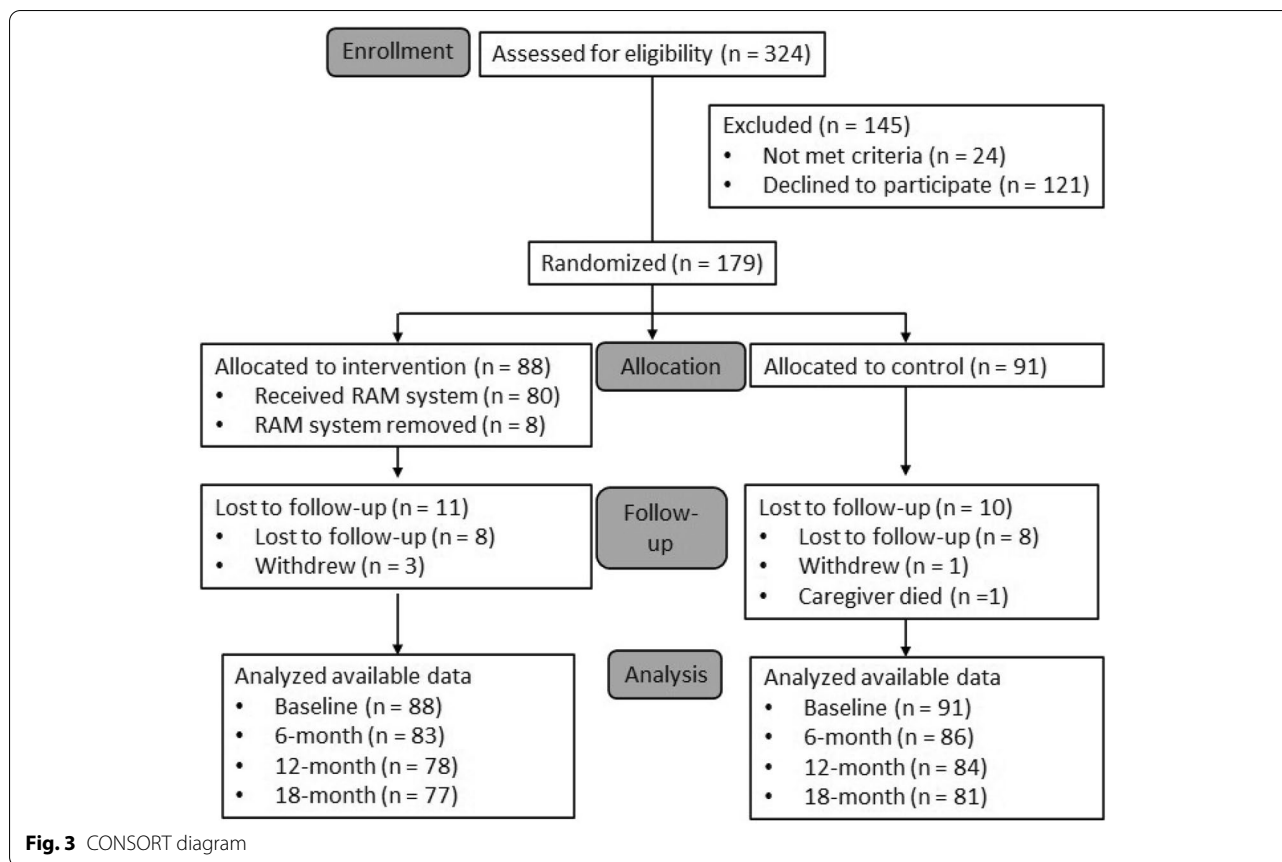 Enrollment
Assessed for eligibility (n = 324)
Excluded (n = 145)
• Not met criteria (n = 24)
• Declined to participate (n = 121)
Randomized (n = 179)
Allocated to intervention (n = 88)
• Received RAM system (n = 80)
• RAM system removed (n = 8)
Allocation
Allocated to control (n = 91)
Lost to follow-up (n = 11)
• Lost to follow-up (n = 8)
• Withdrew (n = 3)
Follow-
up
Lost to follow-up (n = 10)
• Lost to follow-up (n = 8)
• Withdrew (n = 1)
• Caregiver died (n =1)
Analyzed available data
• Baseline (n = 88)
• 6-month (n = 83)
• 12-month (n = 78)
• 18-month (n = 77)
Analysis
Analyzed available data
• Baseline (n = 91)
• 6-month (n = 86)
• 12-month (n = 84)
• 18-month (n = 81)
Fig. 3 CONSORT diagram